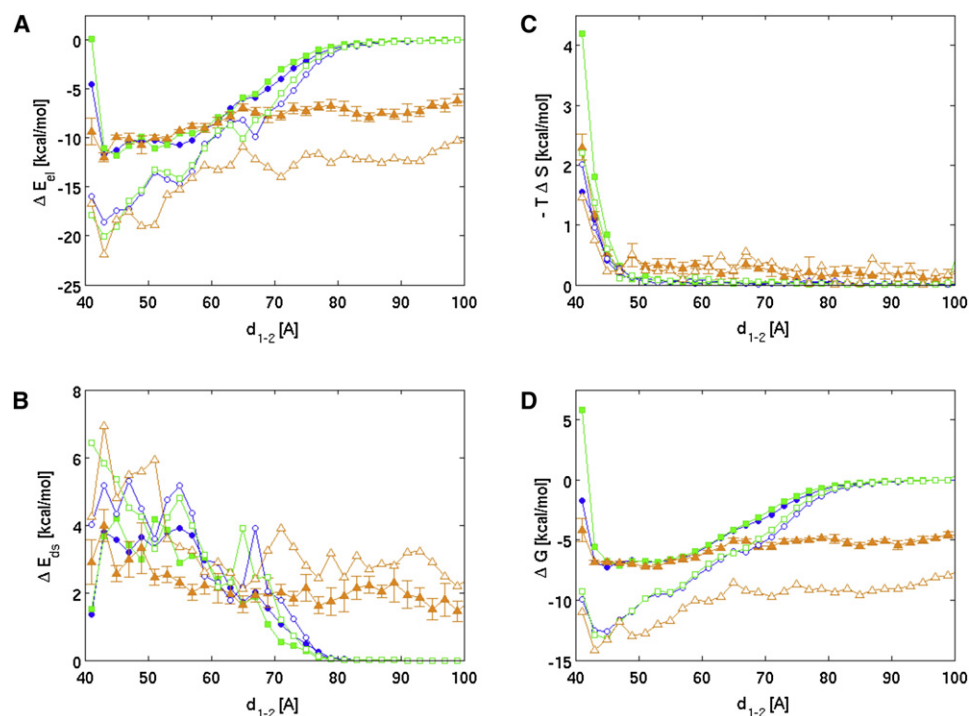 A
Δ E_el [kcal/mol]
0
-5
-10
-15
-20
-25
40 50 60 70 80 90 100
d_1-2 [A]
C
- T Δ S [kcal/mol]
4
3
2
1
0
40 50 60 70 80 90 100
d_1-2 [A]
B
Δ E_ds [kcal/mol]
8
6
4
2
0
40 50 60 70 80 90 100
d_1-2 [A]
D
Δ G [kcal/mol]
5
0
-5
-10
-15
40 50 60 70 80 90 100
d_1-2 [A]